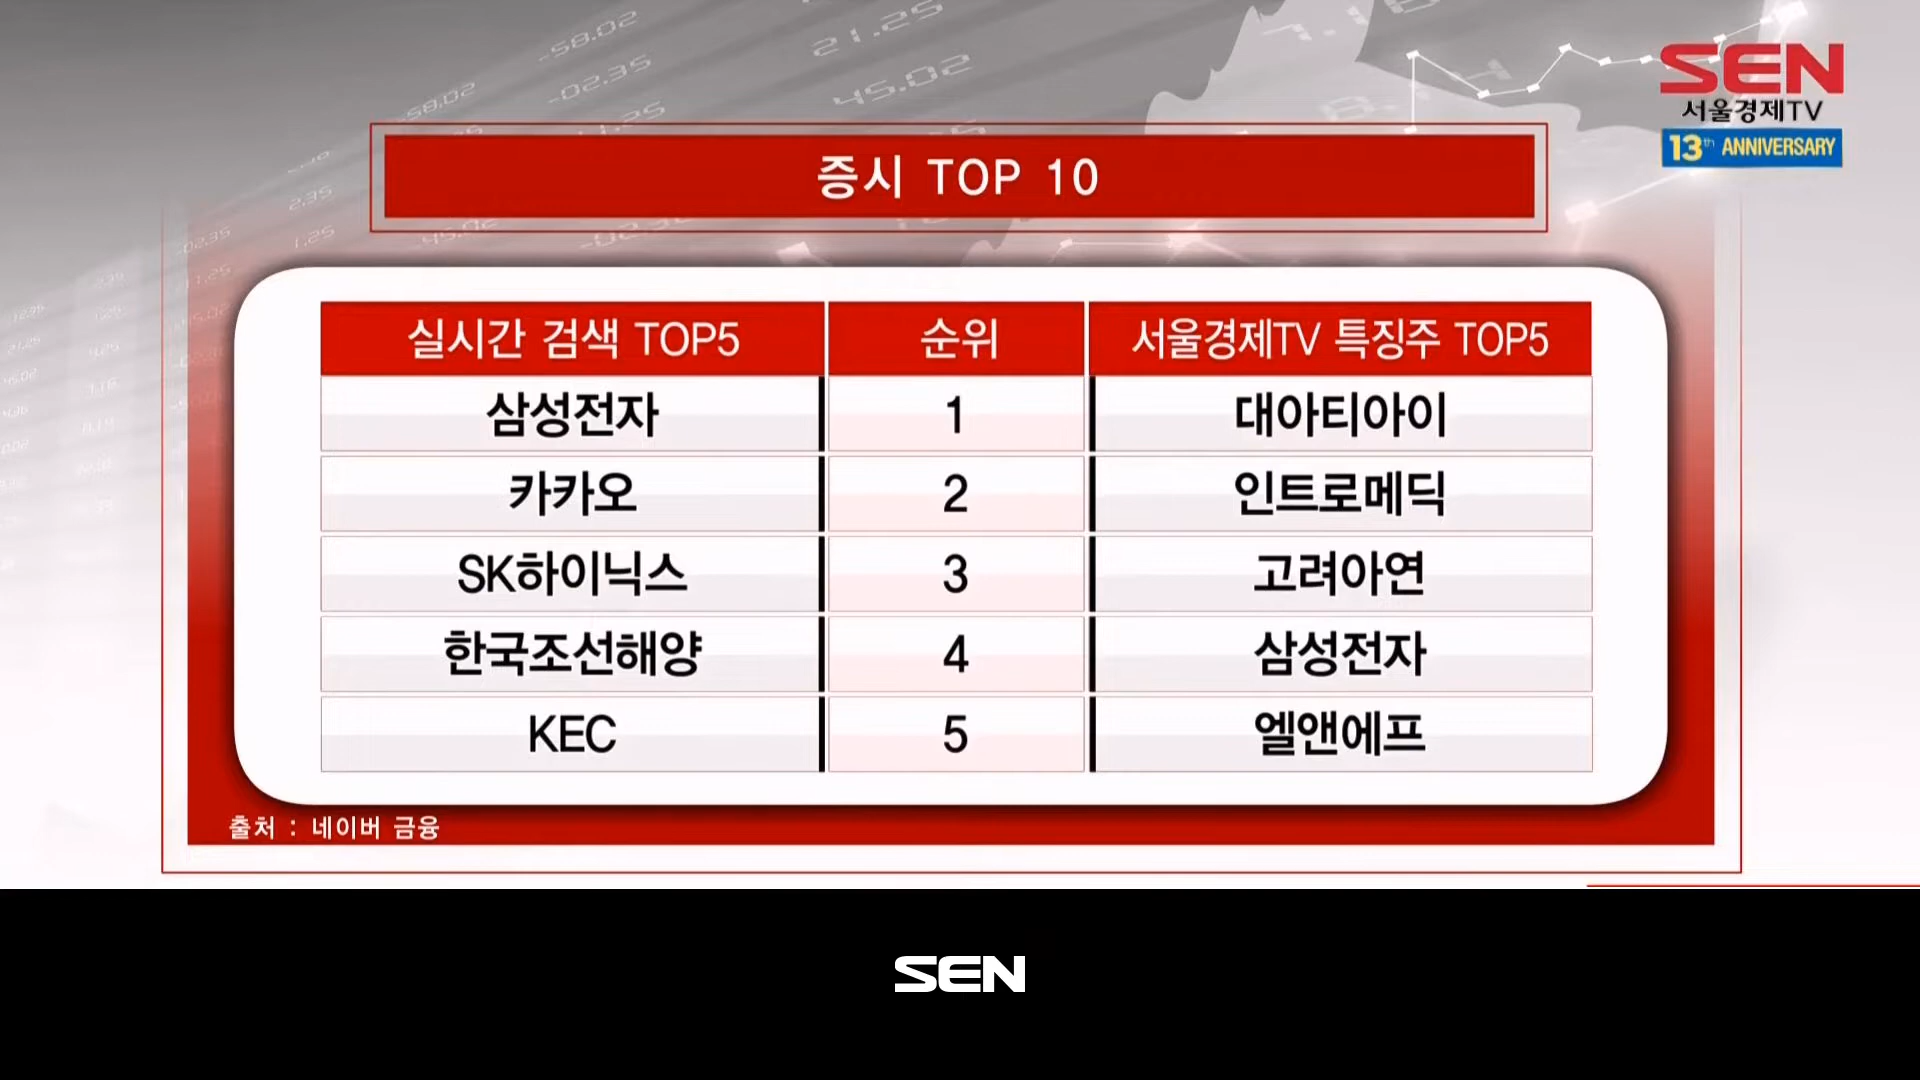 SEN
서울경제TV
13th ANNIVERSARY
증시 TOP 10
실시간 검색 TOP5 순위 서울경제TV 특징주 TOP5
삼성전자 1 대아티아이
카카오 2 인트로메딕
SK하이닉스 3 고려아연
한국조선해양 4 삼성전자
KEC 5 엘앤에프
출처 : 네이버 금융
SEN